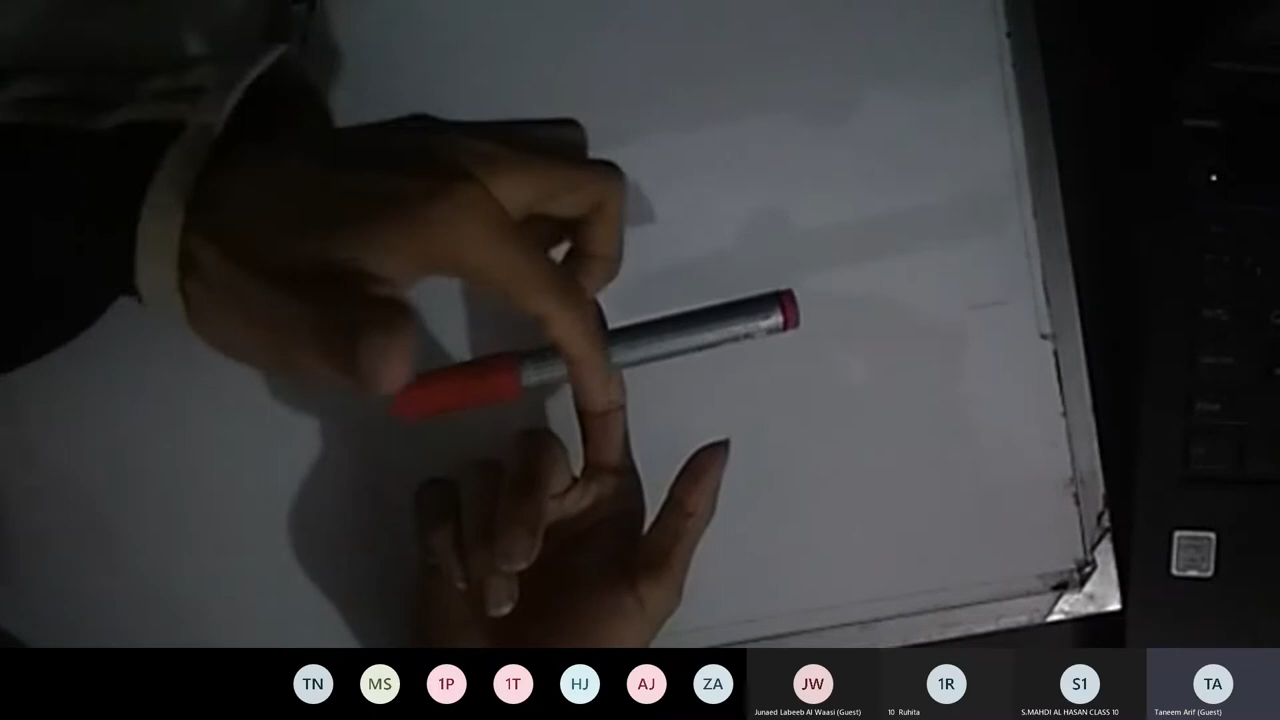 TN MS 1P 1T HJ AJ ZA JW 1R S1 TA
Junaed Labeeb Al Waasi (Guest) 10 Ruhita S.MAHDI AL HASAN CLASS 10 Taneem Arif (Guest)